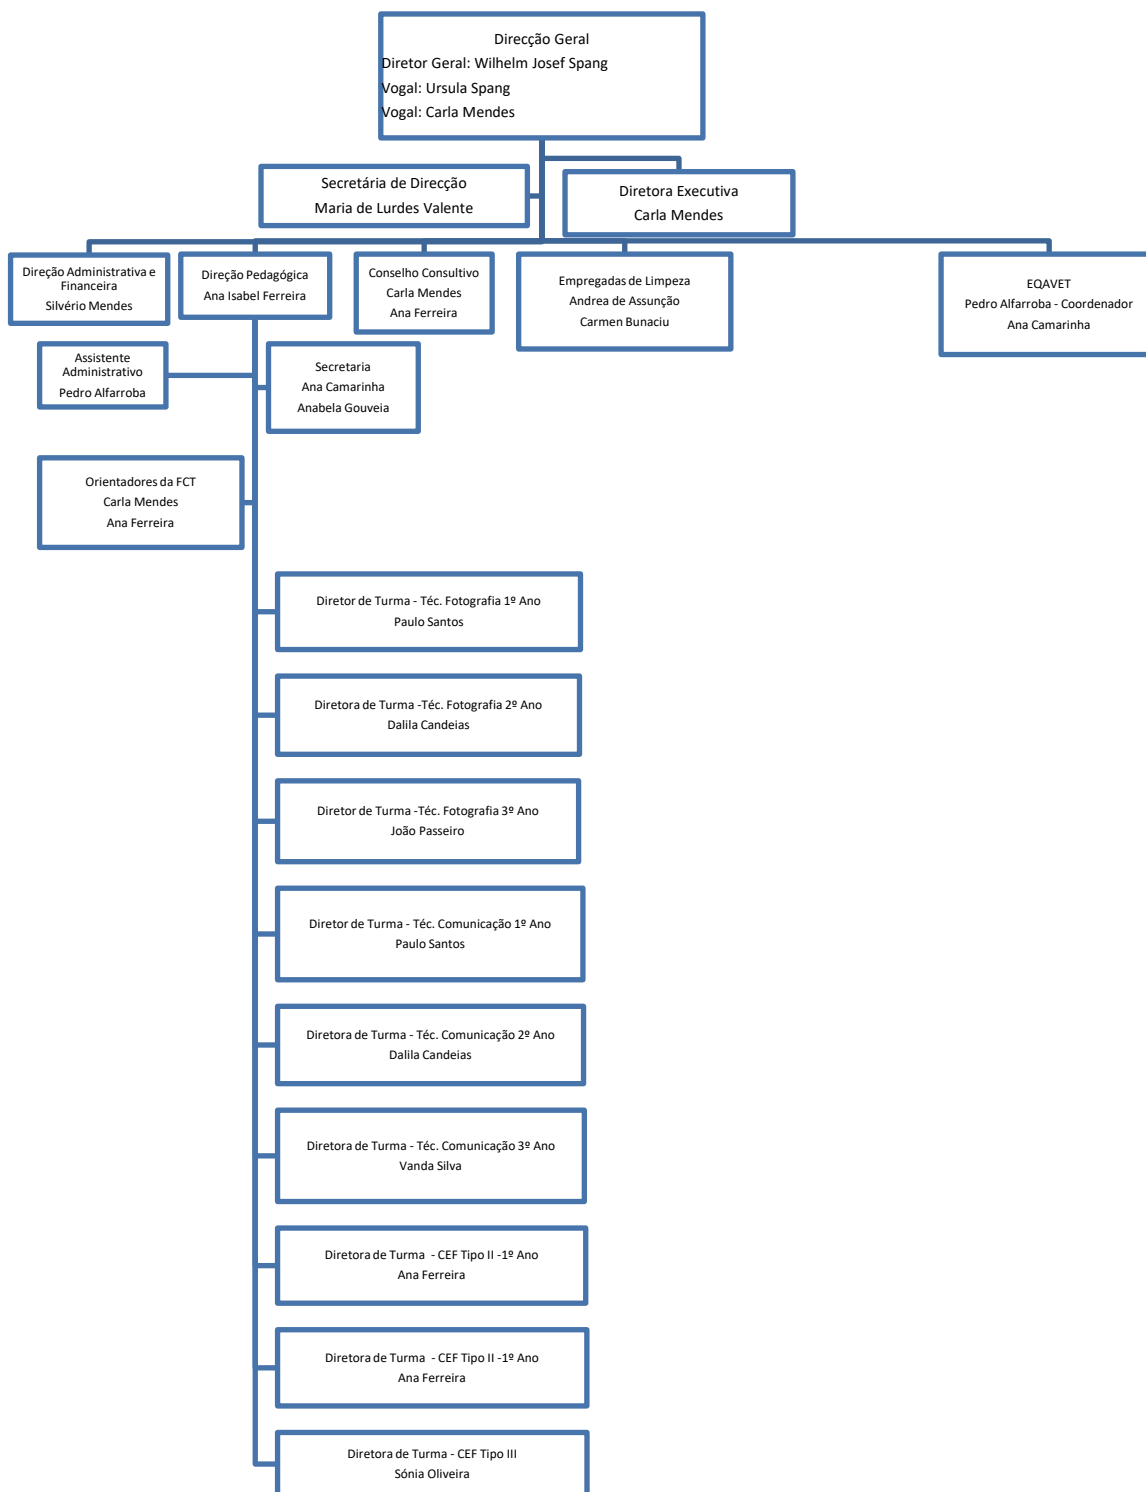 Direcção Geral
Diretor Geral: Wilhelm Josef Spang
Vogal: Ursula Spang
Vogal: Carla Mendes
Secretária de Direcção
Maria de Lurdes Valente
Diretora Executiva
Carla Mendes
Direção Administrativa e
Financeira
Silvério Mendes
Direção Pedagógica
Ana Isabel Ferreira
Conselho Consultivo
Carla Mendes
Ana Ferreira
Empregadas de Limpeza
Andrea de Assunção
Carmen Bunaciu
EQAVET
Pedro Alfarroba - Coordenador
Ana Camarinha
Assistente
Administrativo
Pedro Alfarroba
Secretaria
Ana Camarinha
Anabela Gouveia
Orientadores da FCT
Carla Mendes
Ana Ferreira
Diretor de Turma - Téc. Fotografia 1º Ano
Paulo Santos
Diretora de Turma -Téc. Fotografia 2º Ano
Dalila Candeias
Diretor de Turma -Téc. Fotografia 3º Ano
João Passeiro
Diretor de Turma - Téc. Comunicação 1º Ano
Paulo Santos
Diretora de Turma - Téc. Comunicação 2º Ano
Dalila Candeias
Diretora de Turma - Téc. Comunicação 3º Ano
Vanda Silva
Diretora de Turma - CEF Tipo II -1º Ano
Ana Ferreira
Diretora de Turma - CEF Tipo II -1º Ano
Ana Ferreira
Diretora de Turma - CEF Tipo III
Sónia Oliveira